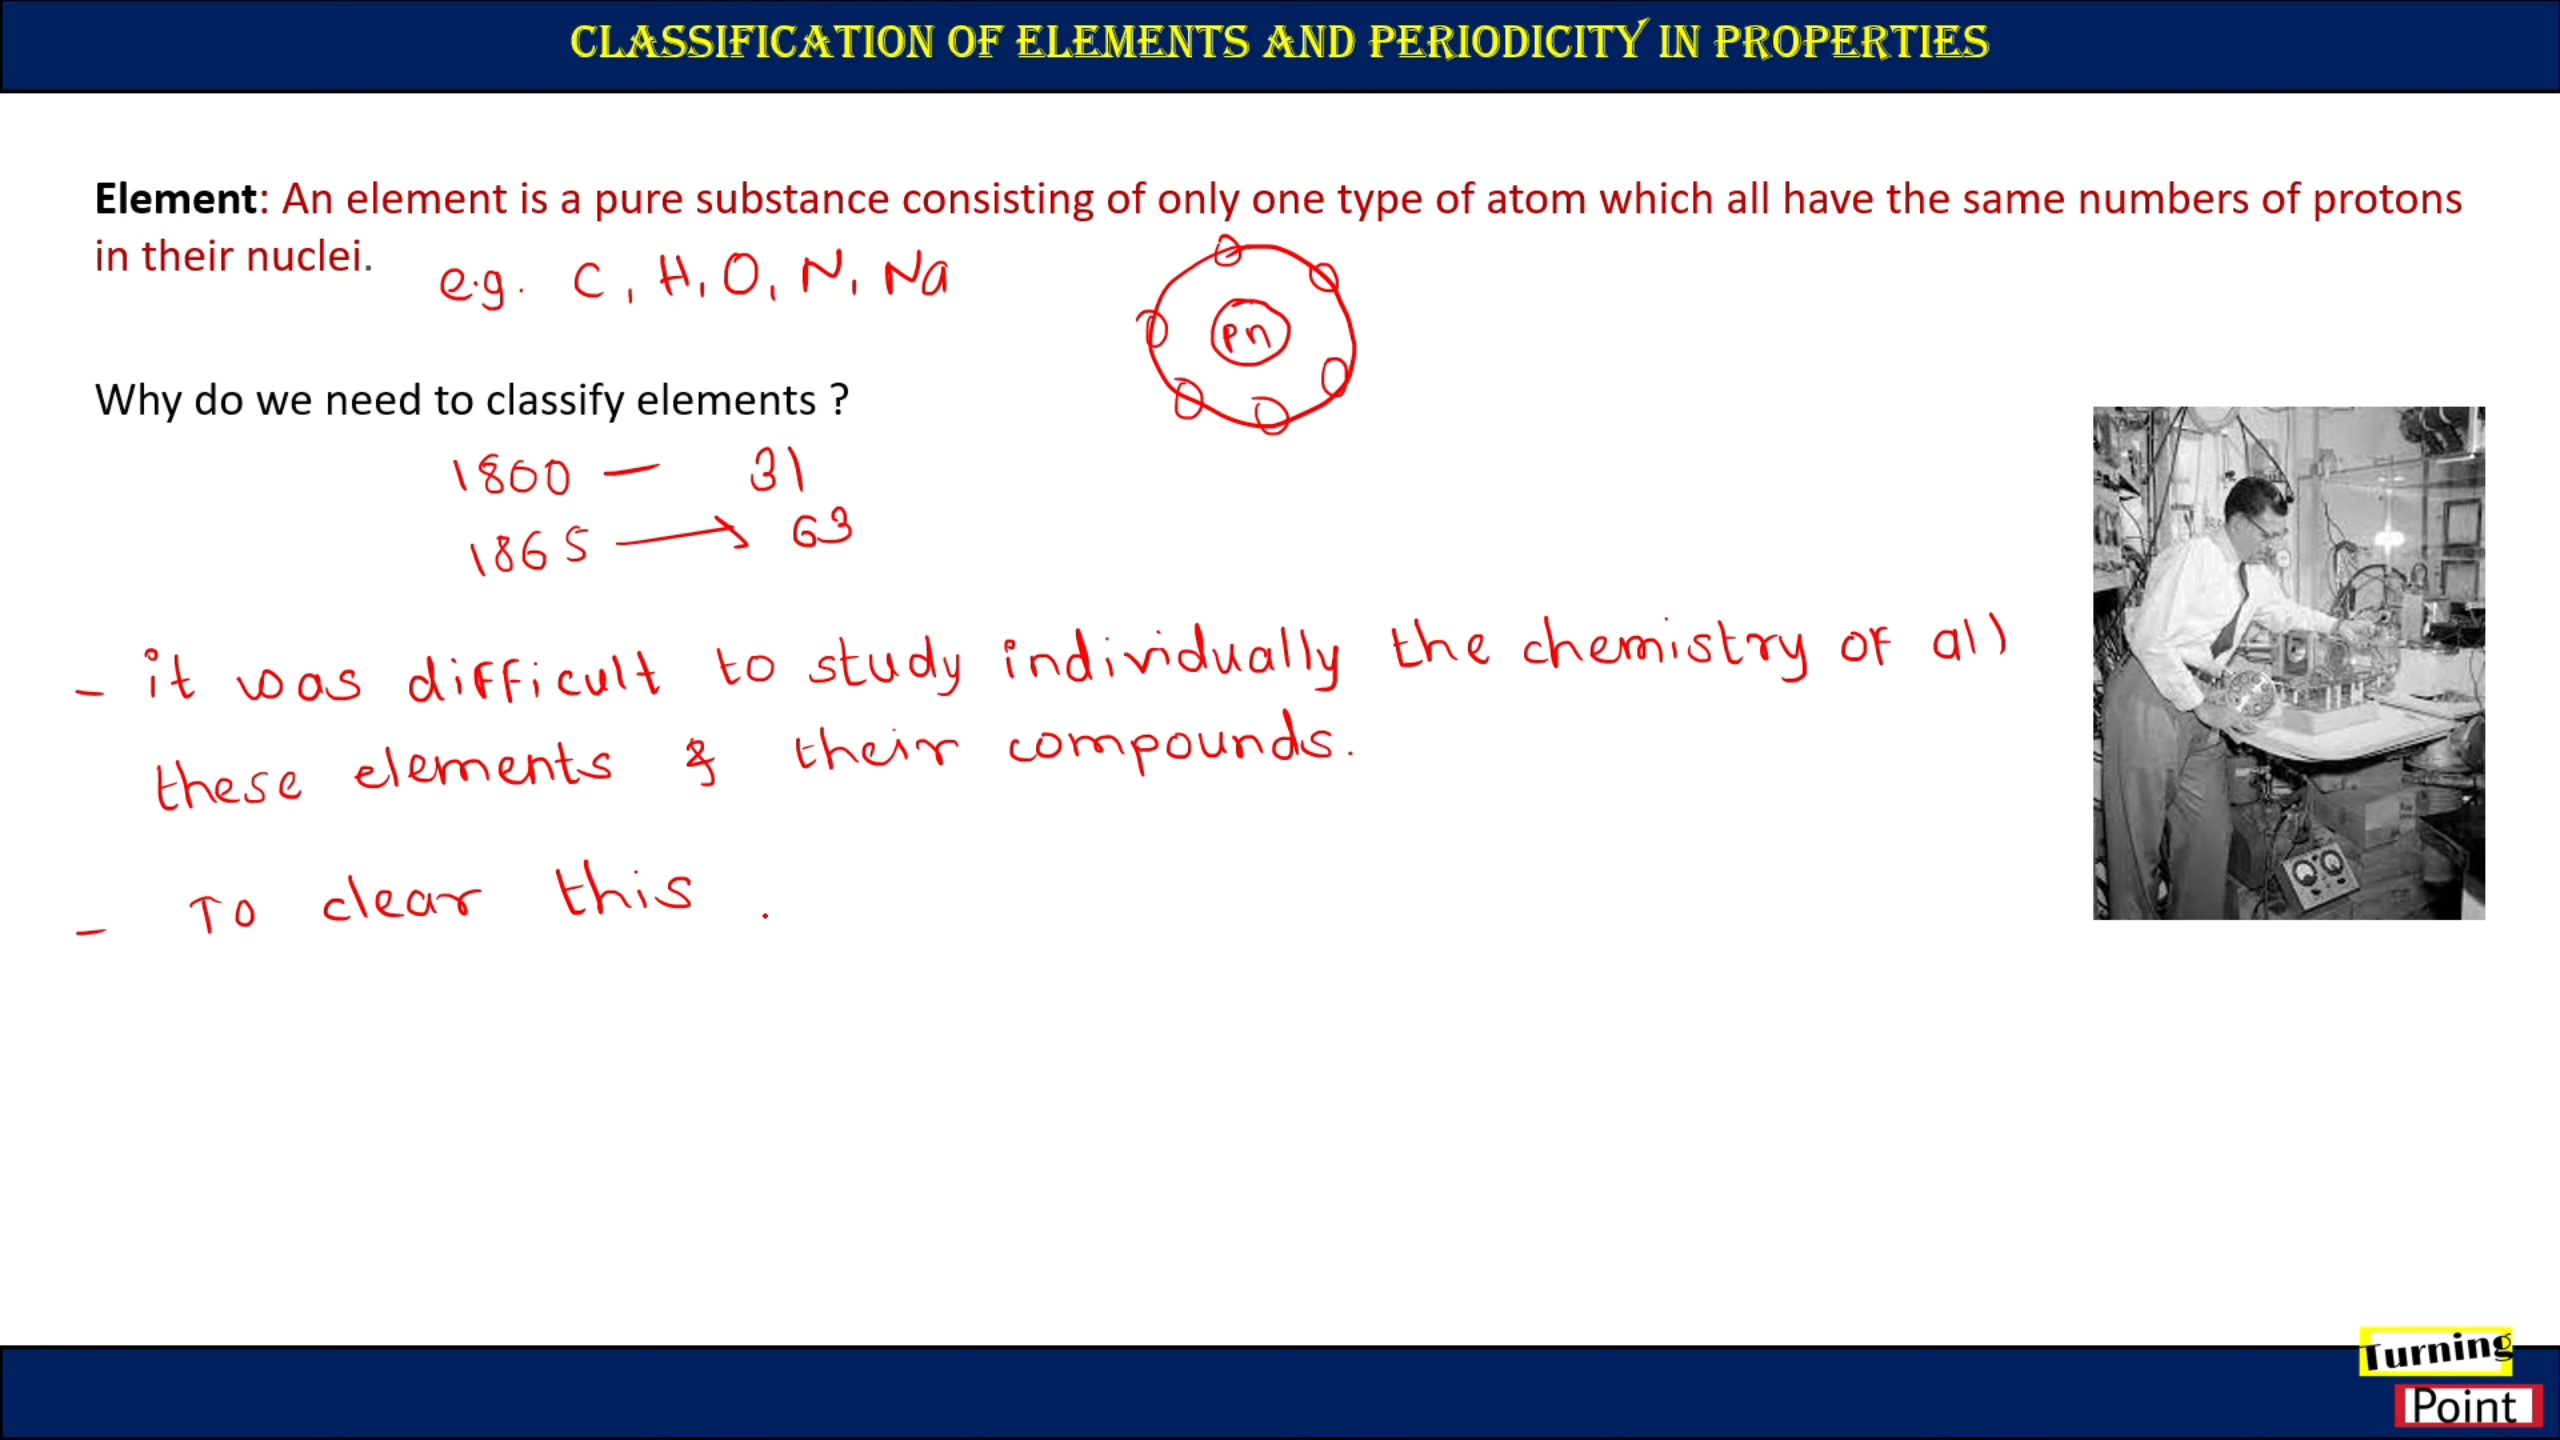 CLASSIFICATION OF ELEMENTS AND PERIODICITY IN PROPERTIES
Element: An element is a pure substance consisting of only one type of atom which all have the same numbers of protons
in their nuclei.
e.g. C, H, O, N, Na
pn
Why do we need to classify elements ?
1800 — 31
1865 → 63
- it was difficult to study individually the chemistry of all
these elements & their compounds.
- To clear this .
Turning
Point